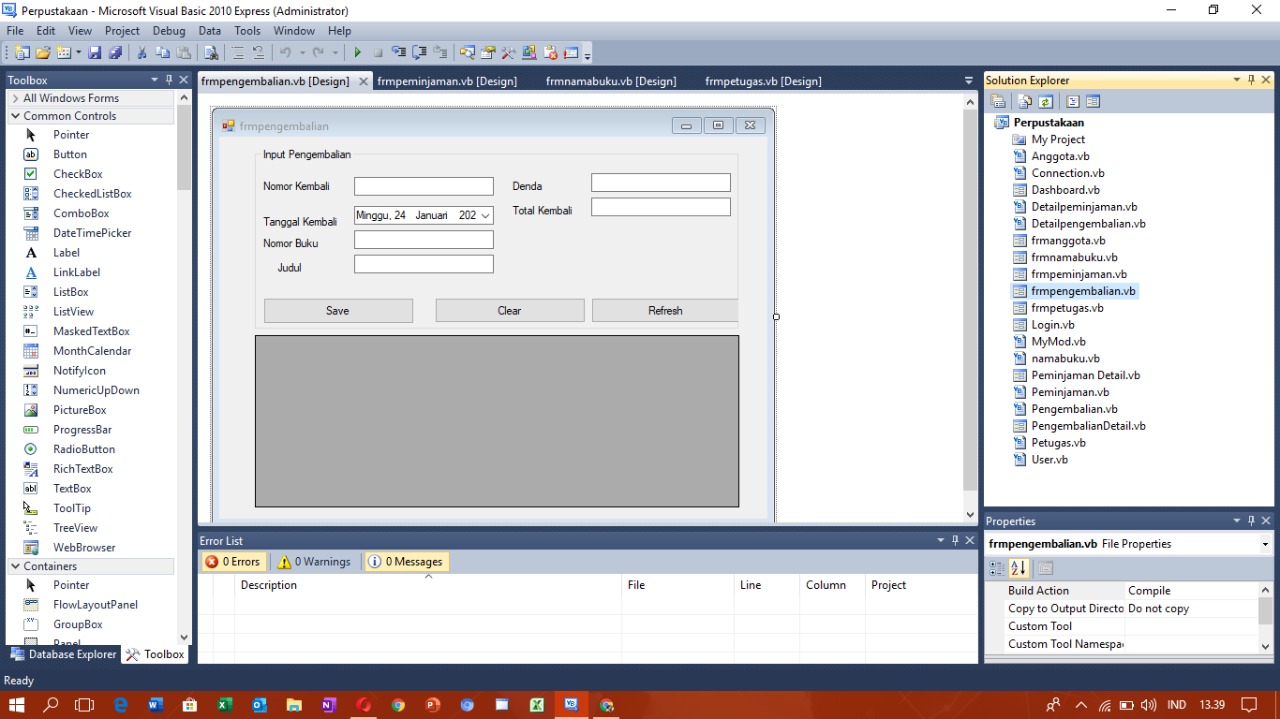 Perpustakaan - Microsoft Visual Basic 2010 Express (Administrator)
File Edit View Project Debug Data Tools Window Help
Toolbox
All Windows Forms
Common Controls
Pointer
Button
CheckBox
CheckedListBox
ComboBox
DateTimePicker
Label
LinkLabel
ListBox
ListView
MaskedTextBox
MonthCalendar
NotifyIcon
NumericUpDown
PictureBox
ProgressBar
RadioButton
RichTextBox
TextBox
ToolTip
TreeView
WebBrowser
Containers
Pointer
FlowLayoutPanel
GroupBox
Panel
Database Explorer Toolbox
frmpengembalian.vb [Design] frmpeminjaman.vb [Design] frmnamabuku.vb [Design] frmpetugas.vb [Design]
frmpengembalian
Input Pengembalian
Nomor Kembali
Denda
Tanggal Kembali
Minggu, 24 Januari 202
Total Kembali
Nomor Buku
Judul
Save Clear Refresh
Error List
0 Errors 0 Warnings 0 Messages
Description File Line Column Project
Solution Explorer
Perpustakaan
My Project
Anggota.vb
Connection.vb
Dashboard.vb
Detailpeminjaman.vb
Detailpengembalian.vb
frmanggota.vb
frmnamabuku.vb
frmpeminjaman.vb
frmpengembalian.vb
frmpetugas.vb
Login.vb
MyMod.vb
namabuku.vb
Peminjaman Detail.vb
Peminjaman.vb
Pengembalian.vb
PengembalianDetail.vb
Petugas.vb
User.vb
Properties
frmpengembalian.vb File Properties
Build Action Compile
Copy to Output Directo Do not copy
Custom Tool
Custom Tool Namespa
Ready
IND 13.39